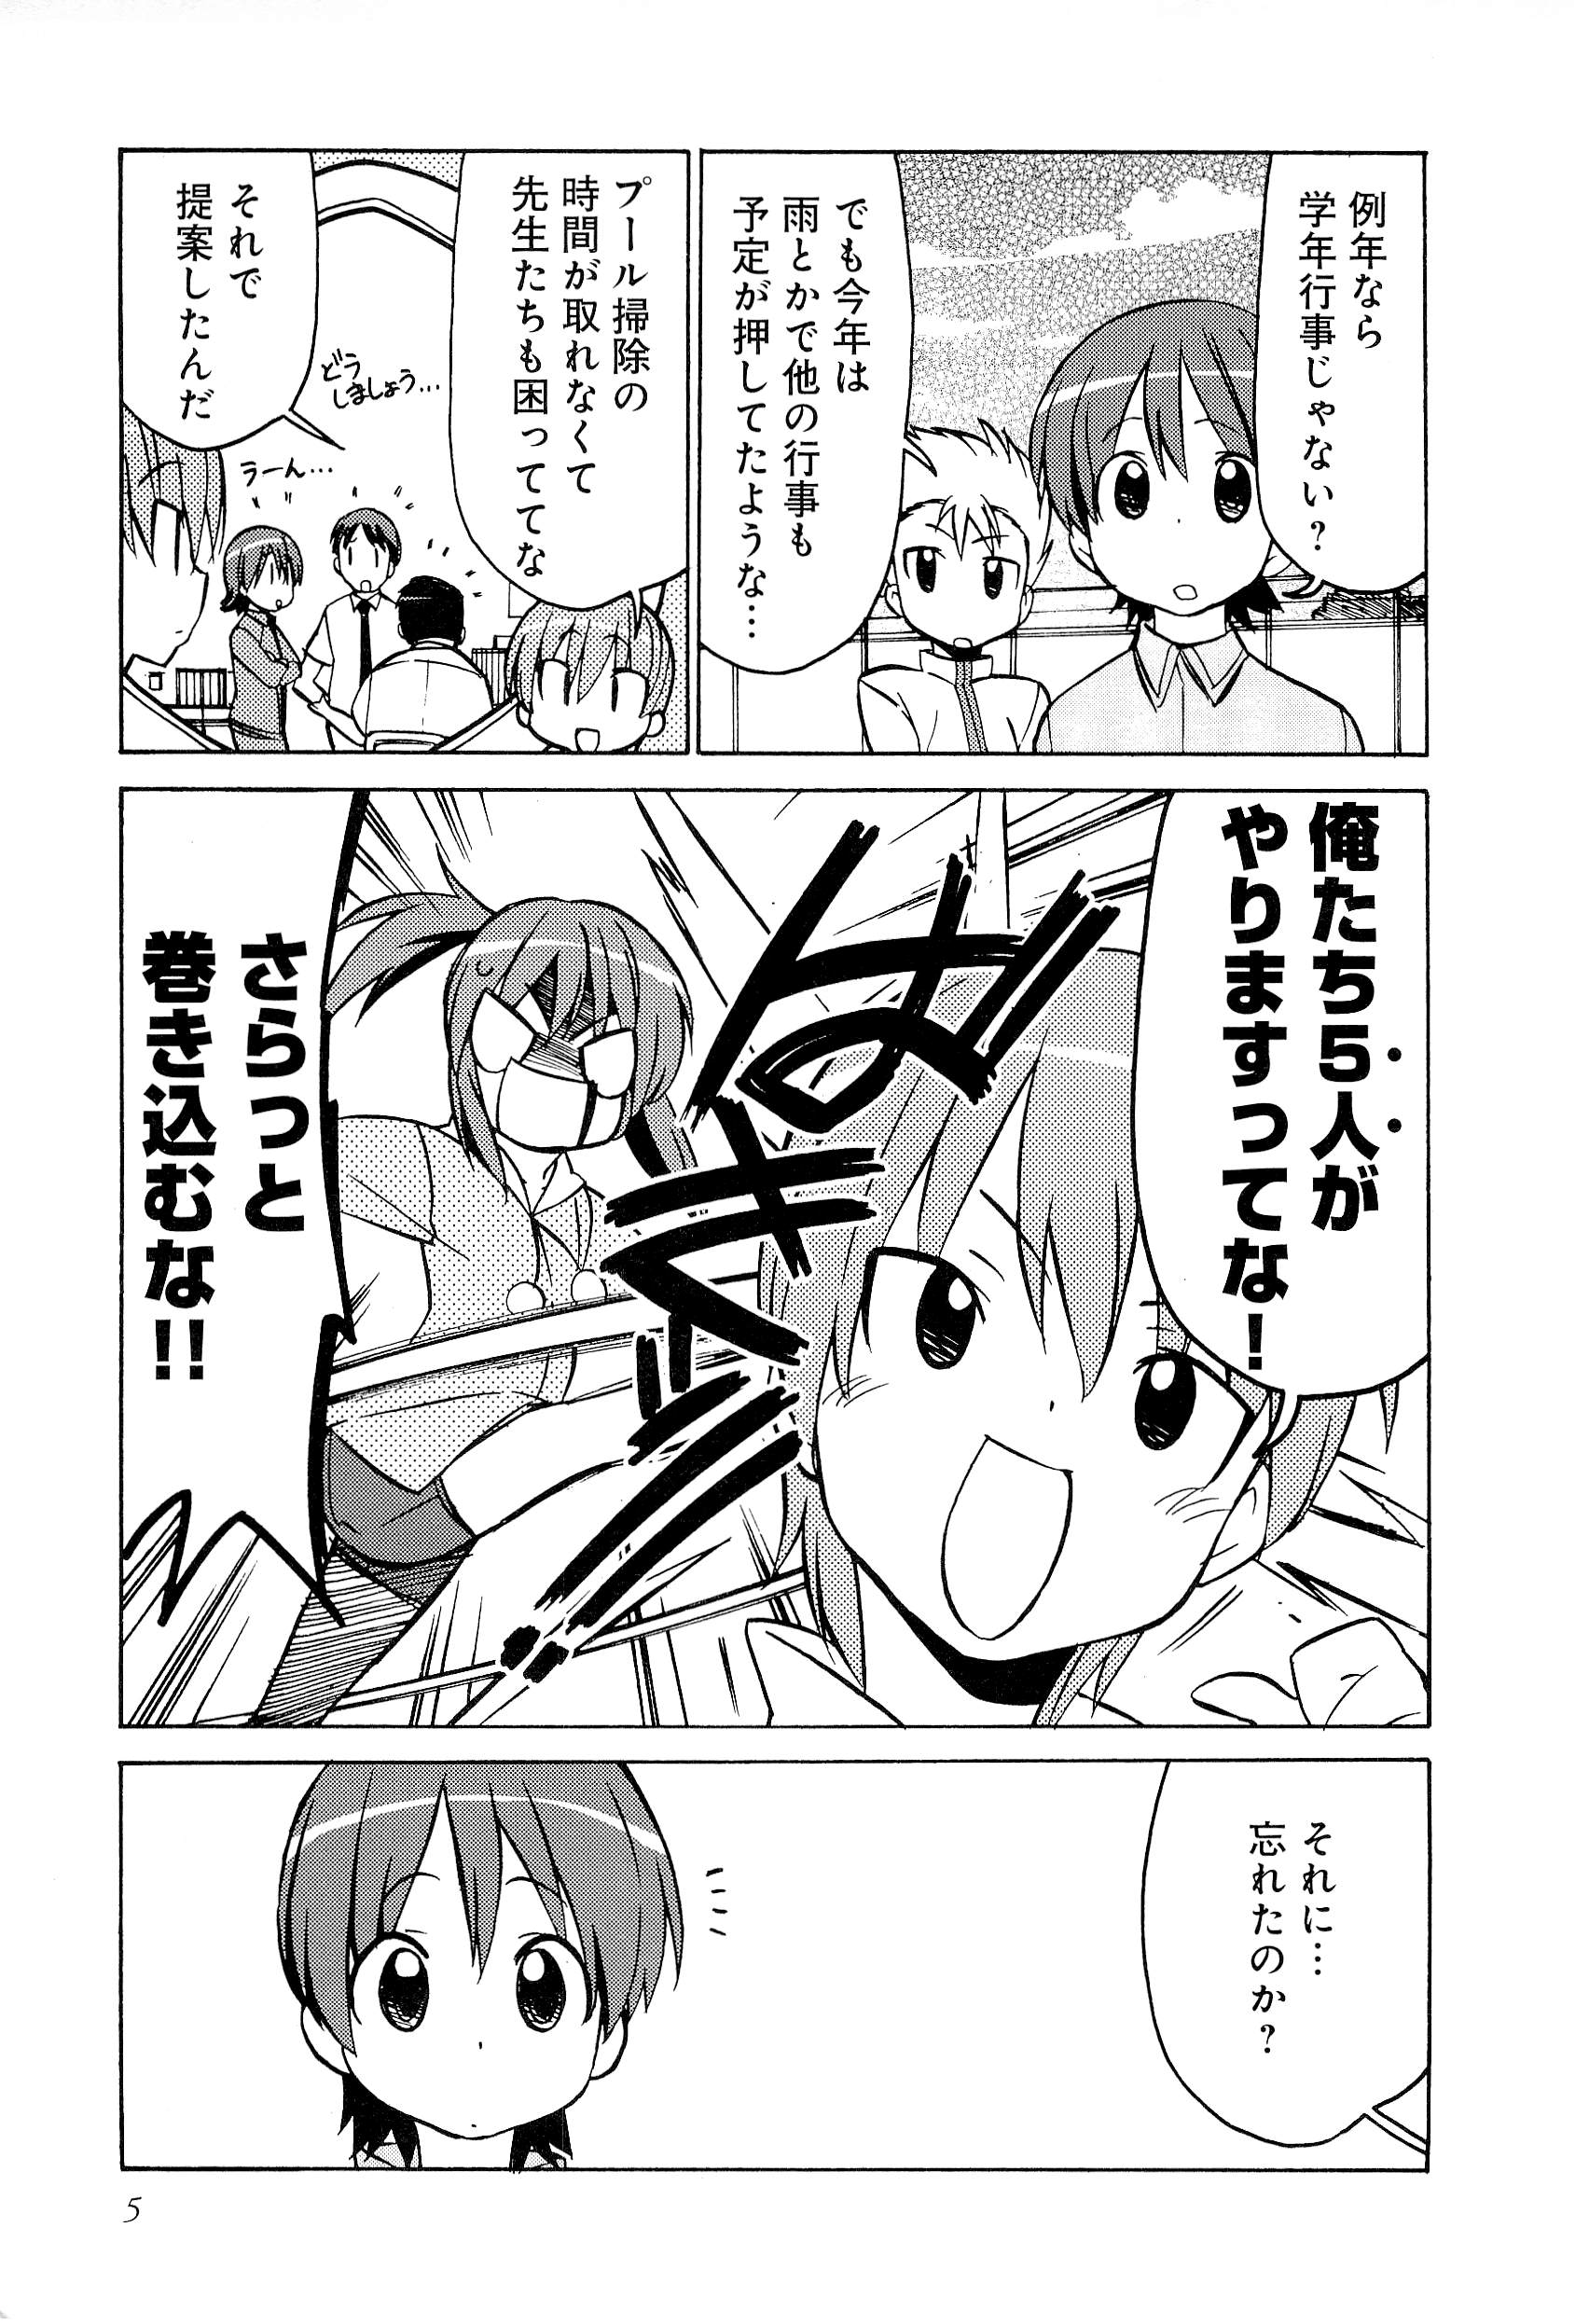 例年なら
学年行事じゃない？
でも今年は
雨とかで他の行事も
予定が押してたような…
プール掃除の
時間が取れなくて
先生たちも困っててな
どう
しましょう…
うーん…
それで
提案したんだ
俺たち5人が
やりますってな！
さらっと
巻き込むな!!
それに…
忘れたのか？
5